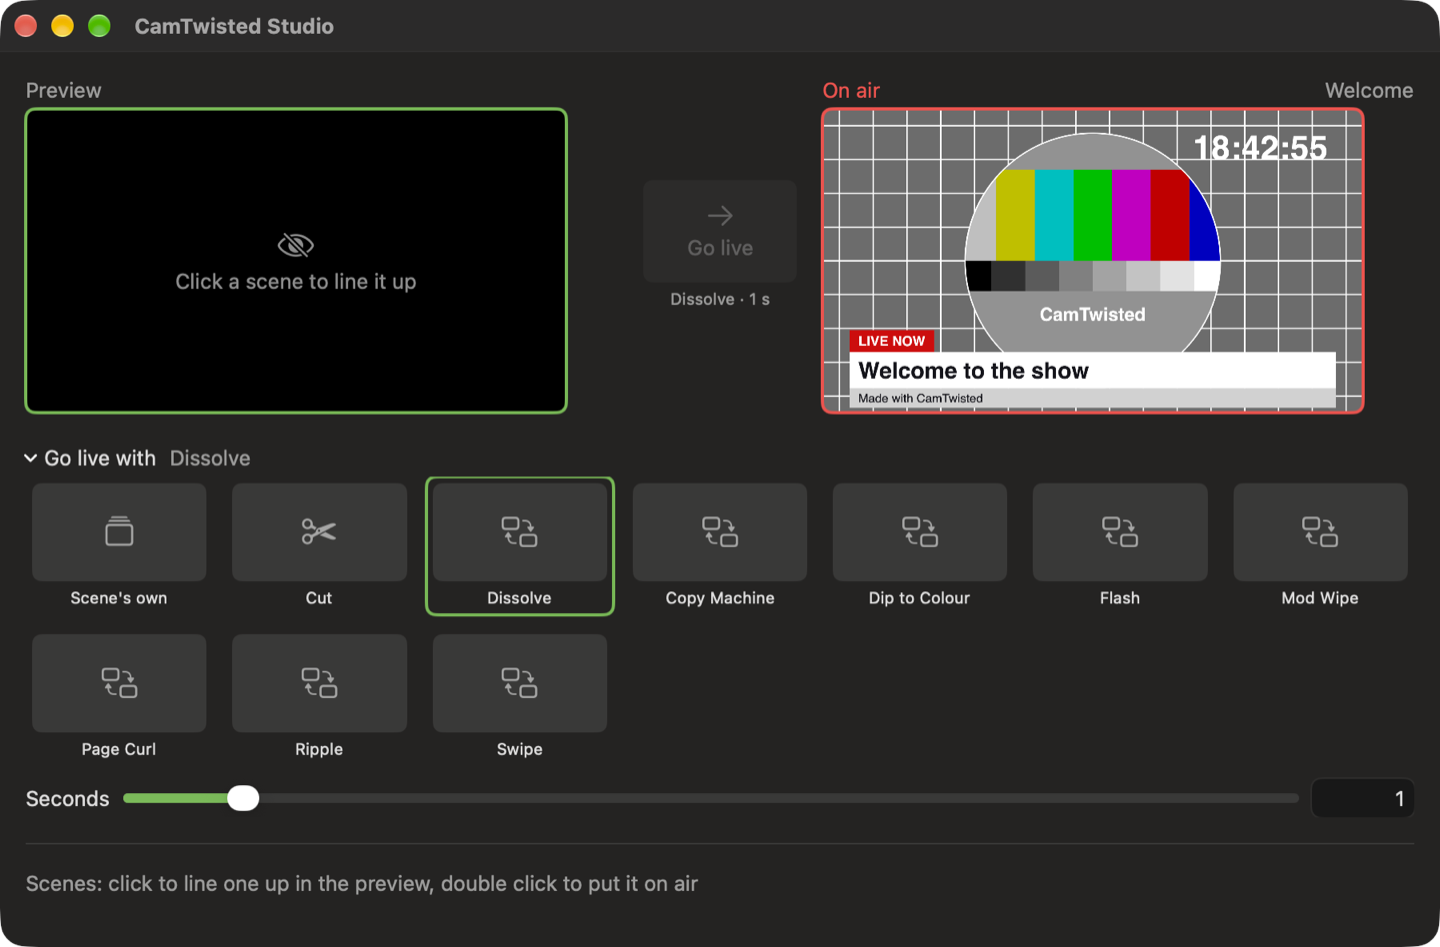 CamTwisted Studio
Preview
On air
Welcome
Click a scene to line it up
Go live
Dissolve · 1 s
18:42:55
CamTwisted
LIVE NOW
Welcome to the show
Made with CamTwisted
Go live with Dissolve
Scene's own
Cut
Dissolve
Copy Machine
Dip to Colour
Flash
Mod Wipe
Page Curl
Ripple
Swipe
Seconds
1
Scenes: click to line one up in the preview, double click to put it on air